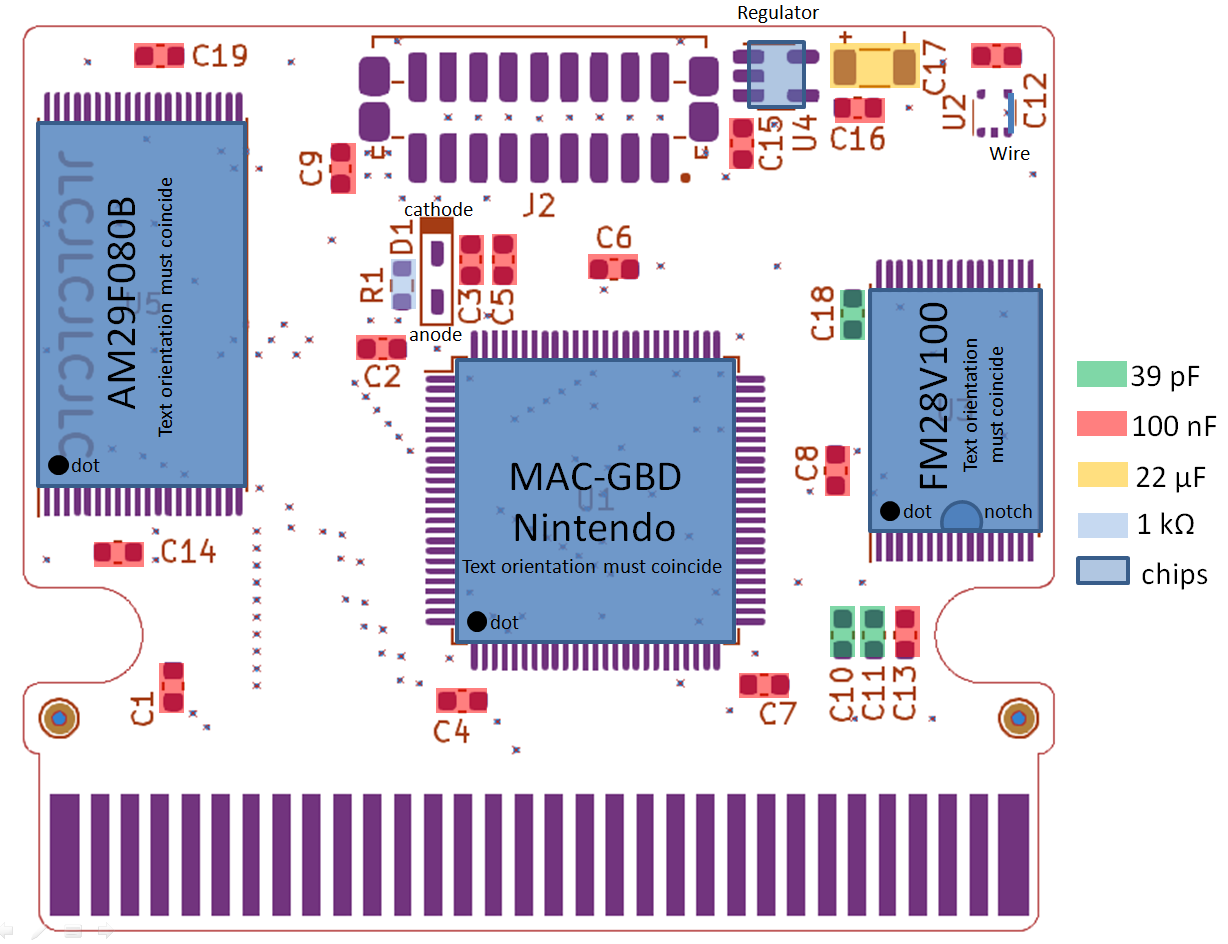 Regulator
C19
C17
+
-
C12
U2
C15
U4
C16
Wire
C9
J2
JLCJLCJLCJLC
AM29F080B
Text orientation must coincide
U5
dot
cathode
D1
R1
C3
C5
anode
C6
C2
C18
MAC-GBD
U1
Nintendo
Text orientation must coincide
dot
FM28V100
Text orientation
must coincide
U3
dot
notch
C8
C14
C1
C4
C7
C10
C11
C13
39 pF
100 nF
22 µF
1 kΩ
chips